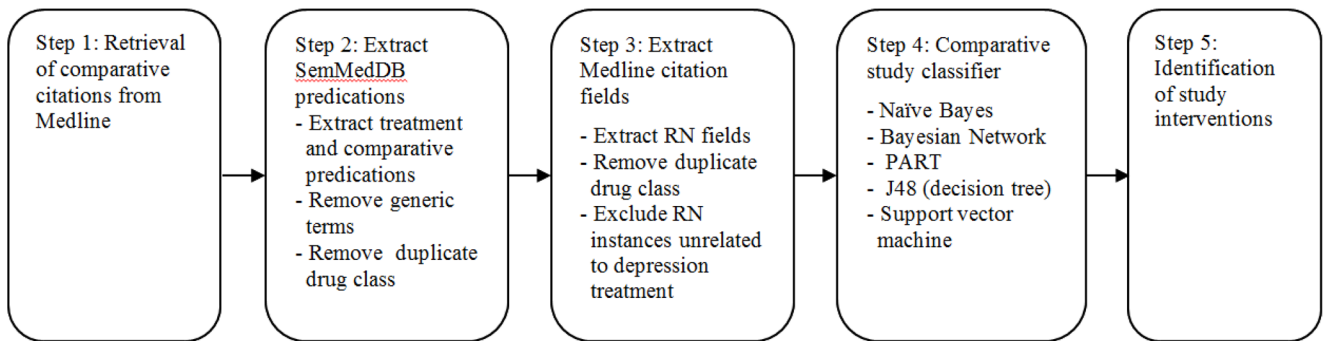 Step 1: Retrieval
of comparative
citations from
Medline
Step 2: Extract
SemMedDB
predications
- Extract treatment
and comparative
predications
- Remove generic
terms
- Remove duplicate
drug class
Step 3: Extract
Medline citation
fields
- Extract RN fields
- Remove duplicate
drug class
- Exclude RN
instances unrelated
to depression
treatment
Step 4: Comparative
study classifier
- Naïve Bayes
- Bayesian Network
- PART
- J48 (decision tree)
- Support vector
machine
Step 5:
Identification
of study
interventions